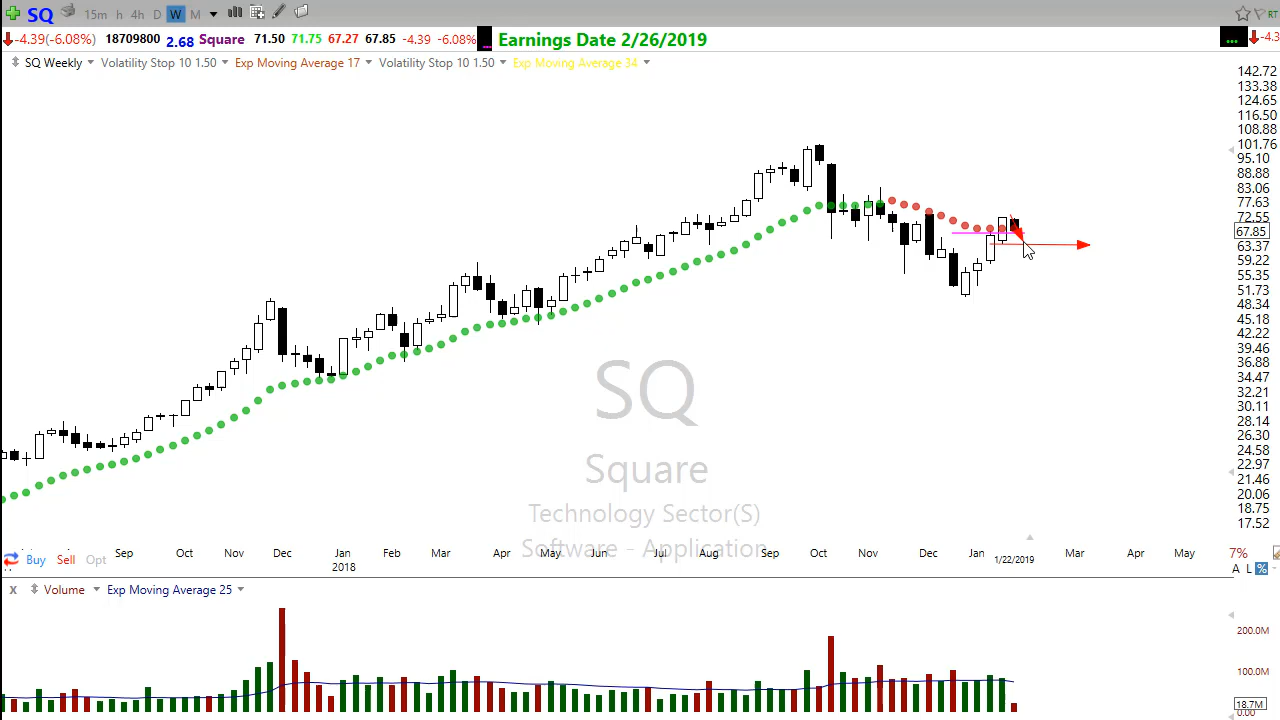 SQ 15m h 4h D W M RT
-4.39(-6.08%) 18709800 2.68 Square 71.50 71.75 67.27 67.85 -4.39 -6.08% ... Earnings Date 2/26/2019 ... -4.3
SQ Weekly Volatility Stop 10 1.50 Exp Moving Average 17 Volatility Stop 10 1.50 Exp Moving Average 34
142.72
133.38
124.65
116.50
108.88
101.76
95.10
88.88
83.06
77.63
72.55
67.85
63.37
59.22
55.35
51.73
48.34
45.18
42.22
39.46
36.88
34.47
32.21
30.11
28.14
26.30
24.58
22.97
21.46
20.06
18.75
17.52
SQ
Square
Technology Sector(S)
Software - Application
Buy Sell Opt
Sep Oct Nov Dec Jan Feb Mar Apr May Jun Jul Aug Sep Oct Nov Dec Jan 1/22/2019 Mar Apr May 7%
2018
A L %
X Volume Exp Moving Average 25
200.0M
100.0M
18.7M
0.00